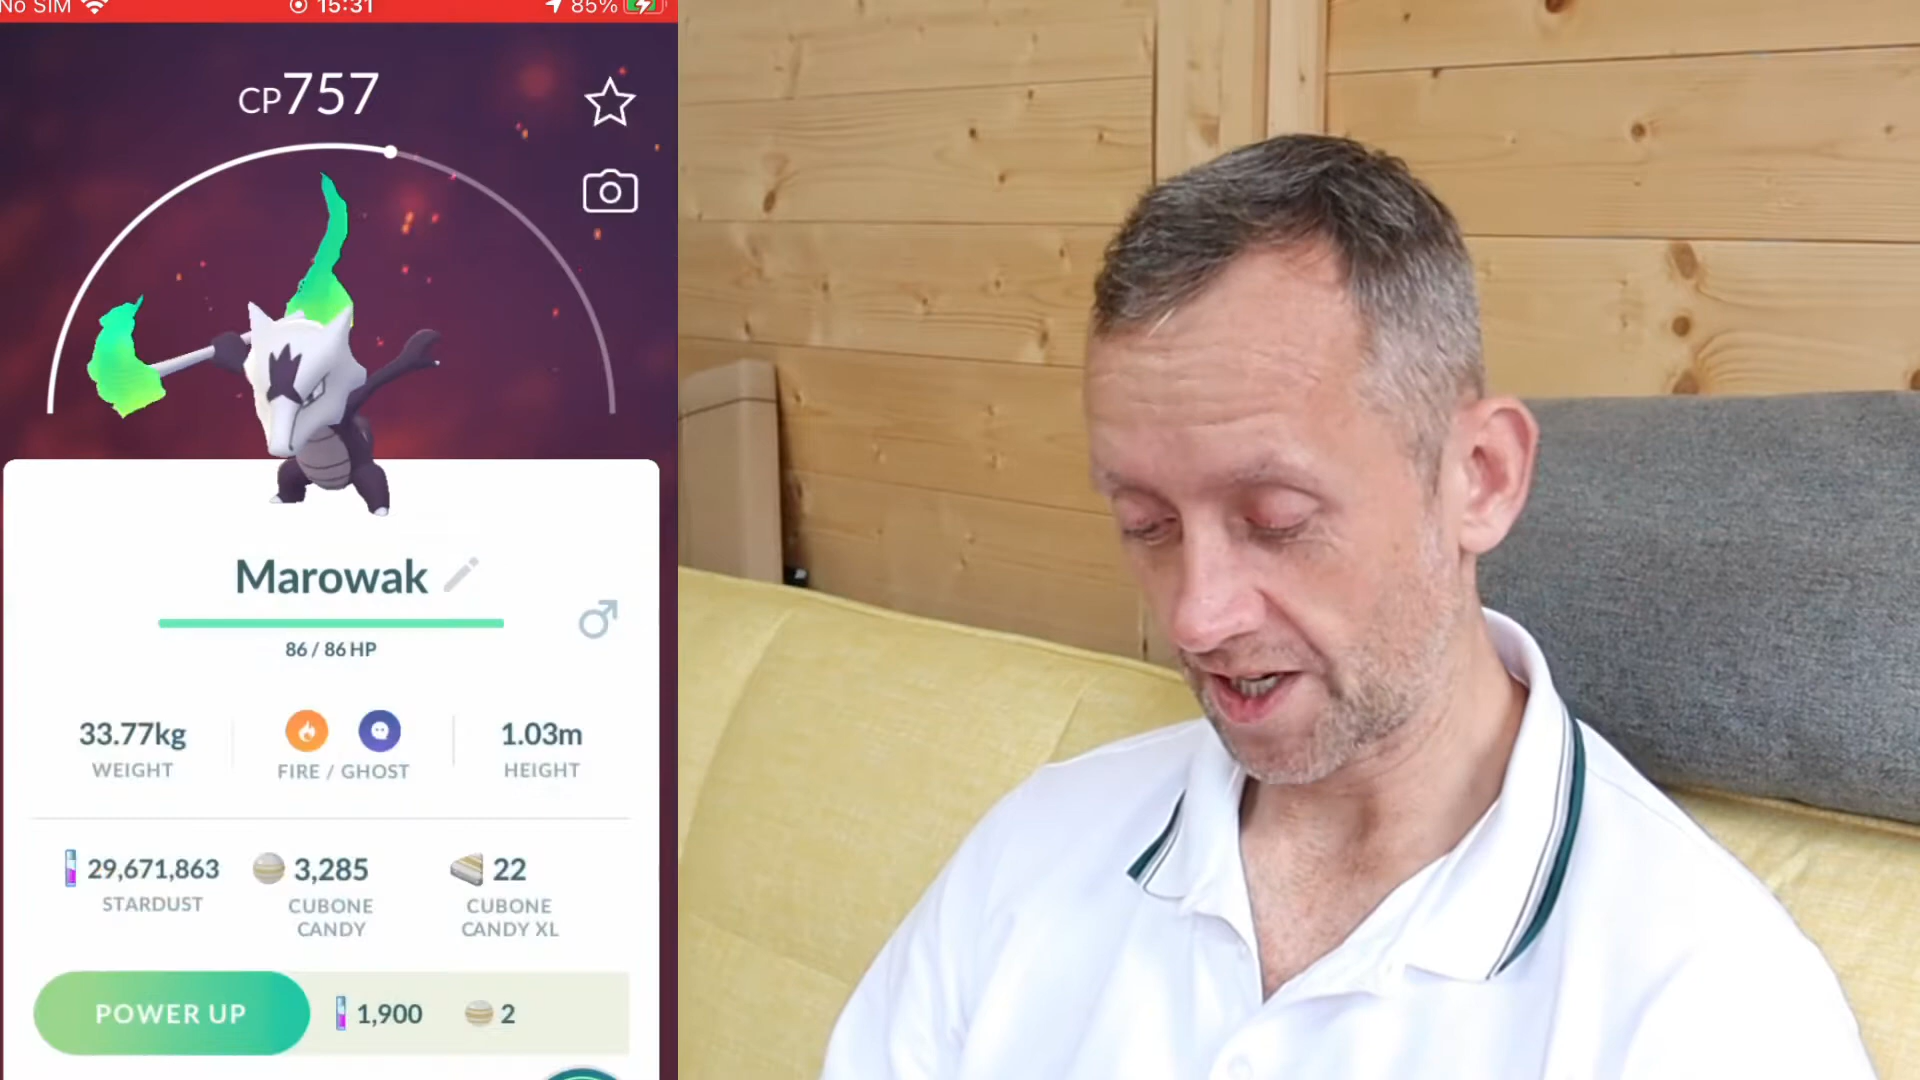 No SIM 15:31 85%
CP757
Marowak
86 / 86 HP
33.77kg
WEIGHT
FIRE / GHOST
1.03m
HEIGHT
29,671,863
STARDUST
3,285
CUBONE
CANDY
22
CUBONE
CANDY XL
POWER UP 1,900 2